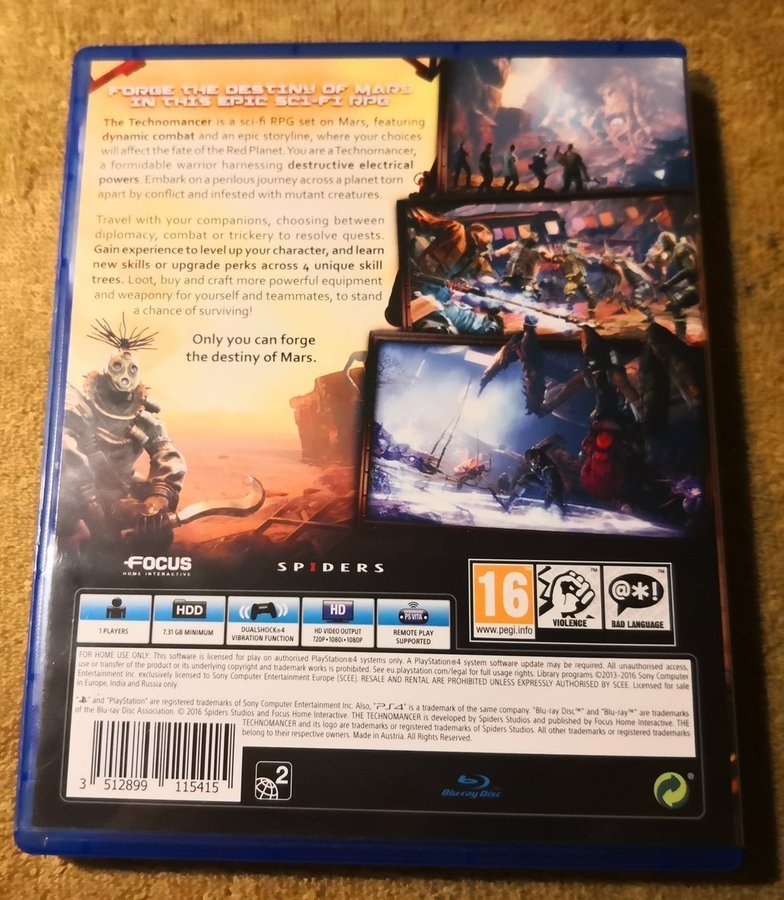 FORGE THE DESTINY OF MARS
IN THIS EPIC SCI-FI RPG
The Technomancer is a sci-fi RPG set on Mars, featuring
dynamic combat and an epic storyline, where your choices
will affect the fate of the Red Planet. You are a Technomancer,
a formidable warrior harnessing destructive electrical
powers. Embark on a perilous journey across a planet torn
apart by conflict and infested with mutant creatures.
Travel with your companions, choosing between
diplomacy, combat or trickery to resolve quests.
Gain experience to level up your character, and learn
new skills or upgrade perks across 4 unique skill
trees. Loot, buy and craft more powerful equipment
and weaponry for yourself and teammates, to stand
a chance of surviving!
Only you can forge
the destiny of Mars.
FOCUS
HOME INTERACTIVE
SPIDERS
16
www.pegi.info
™
VIOLENCE
@*!
™
BAD LANGUAGE
1 PLAYERS
HDD
7.31 GB MINIMUM
DUALSHOCK®4
VIBRATION FUNCTION
HD
HD VIDEO OUTPUT
720P•1080i•1080P
PS VITA
REMOTE PLAY
SUPPORTED
FOR HOME USE ONLY: This software is licensed for play on authorised PlayStation®4 systems only. A PlayStation®4 system software update may be required. All unauthorised access,
use or transfer of the product or its underlying copyright and trademark works is prohibited. See eu.playstation.com/legal for full usage rights. Library programs ©2013-2016 Sony Computer
Entertainment Inc. exclusively licensed to Sony Computer Entertainment Europe (SCEE). RESALE AND RENTAL ARE PROHIBITED UNLESS EXPRESSLY AUTHORISED BY SCEE. Licensed for sale
in Europe, India and Russia only.
" " and "PlayStation" are registered trademarks of Sony Computer Entertainment Inc. Also, "PS4" is a trademark of the same company. "Blu-ray Disc™" and "Blu-ray™" are trademarks
of the Blu-ray Disc Association. © 2016 Spiders Studios and Focus Home Interactive. THE TECHNOMANCER is developed by Spiders Studios and published by Focus Home Interactive. THE
TECHNOMANCER and its logo are trademarks or registered trademarks of Spiders Studios. All other trademarks or registered trademarks
belong to their respective owners. Made in Austria. All Rights Reserved.
3 512899 115415
2
Blu-ray Disc
®